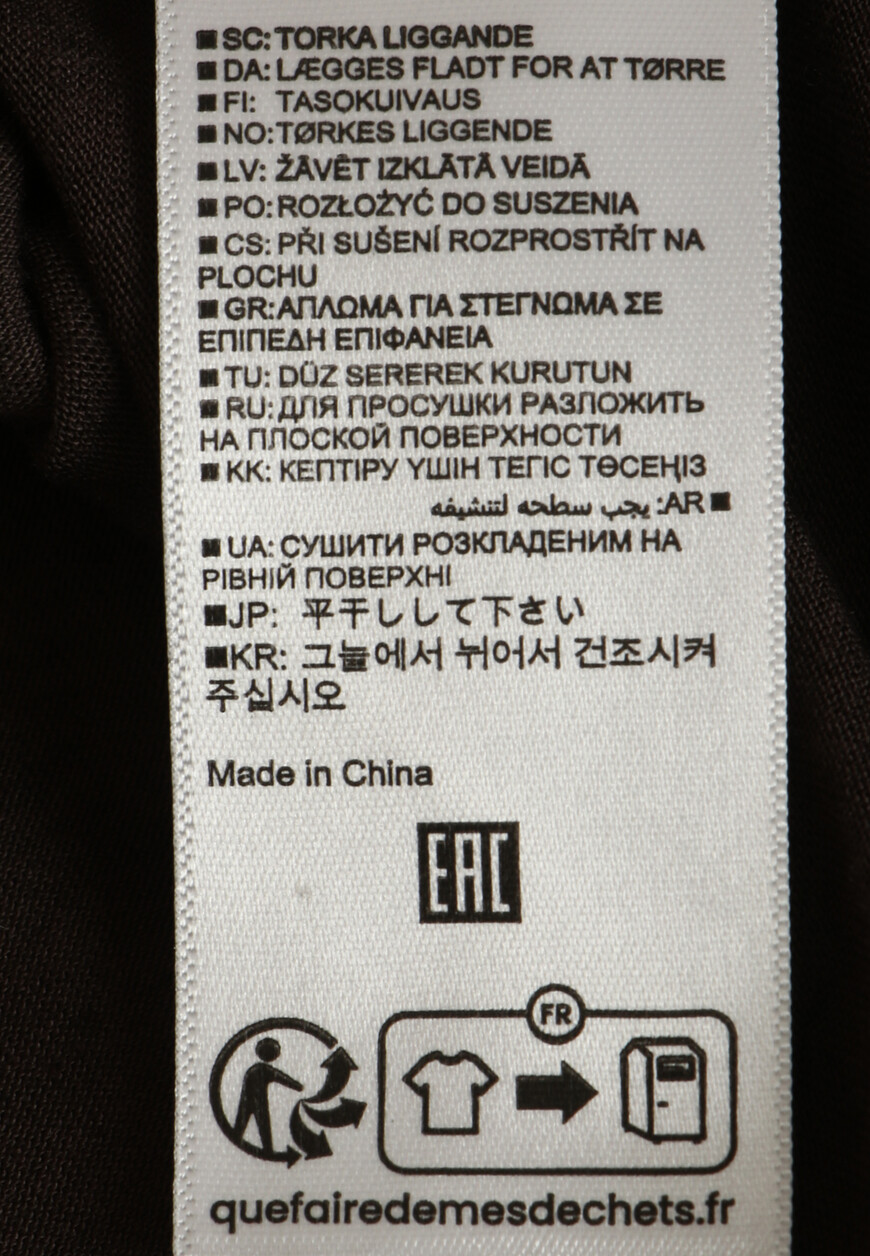 ■ SC: TORKA LIGGANDE
■ DA: LÆGGES FLADT FOR AT TØRRE
■ FI: TASOKUIVAUS
■ NO: TØRKES LIGGENDE
■ LV: ŽĀVĒT IZKLĀTĀ VEIDĀ
■ PO: ROZŁOŻYĆ DO SUSZENIA
■ CS: PŘI SUŠENÍ ROZPROSTŘÍT NA
PLOCHU
■ GR: ΑΠΛΩΜΑ ΓΙΑ ΣΤΕΓΝΩΜΑ ΣΕ
ΕΠΙΠΕΔΗ ΕΠΙΦΑΝΕΙΑ
■ TU: DÜZ SEREREK KURUTUN
■ RU: ДЛЯ ПРОСУШКИ РАЗЛОЖИТЬ
НА ПЛОСКОЙ ПОВЕРХНОСТИ
■ KK: КЕПТІРУ ҮШІН ТЕГІС ТӨСЕҢІЗ
■ AR: يجب سطحه لتنشيفه
■ UA: СУШИТИ РОЗКЛАДЕНИМ НА
РІВНІЙ ПОВЕРХНІ
■JP: 平干ししして下さい
■KR: 그늘에서 뉘어서 건조시켜
주십시오
Made in China
EAC
FR
quefairedemesdechets.fr